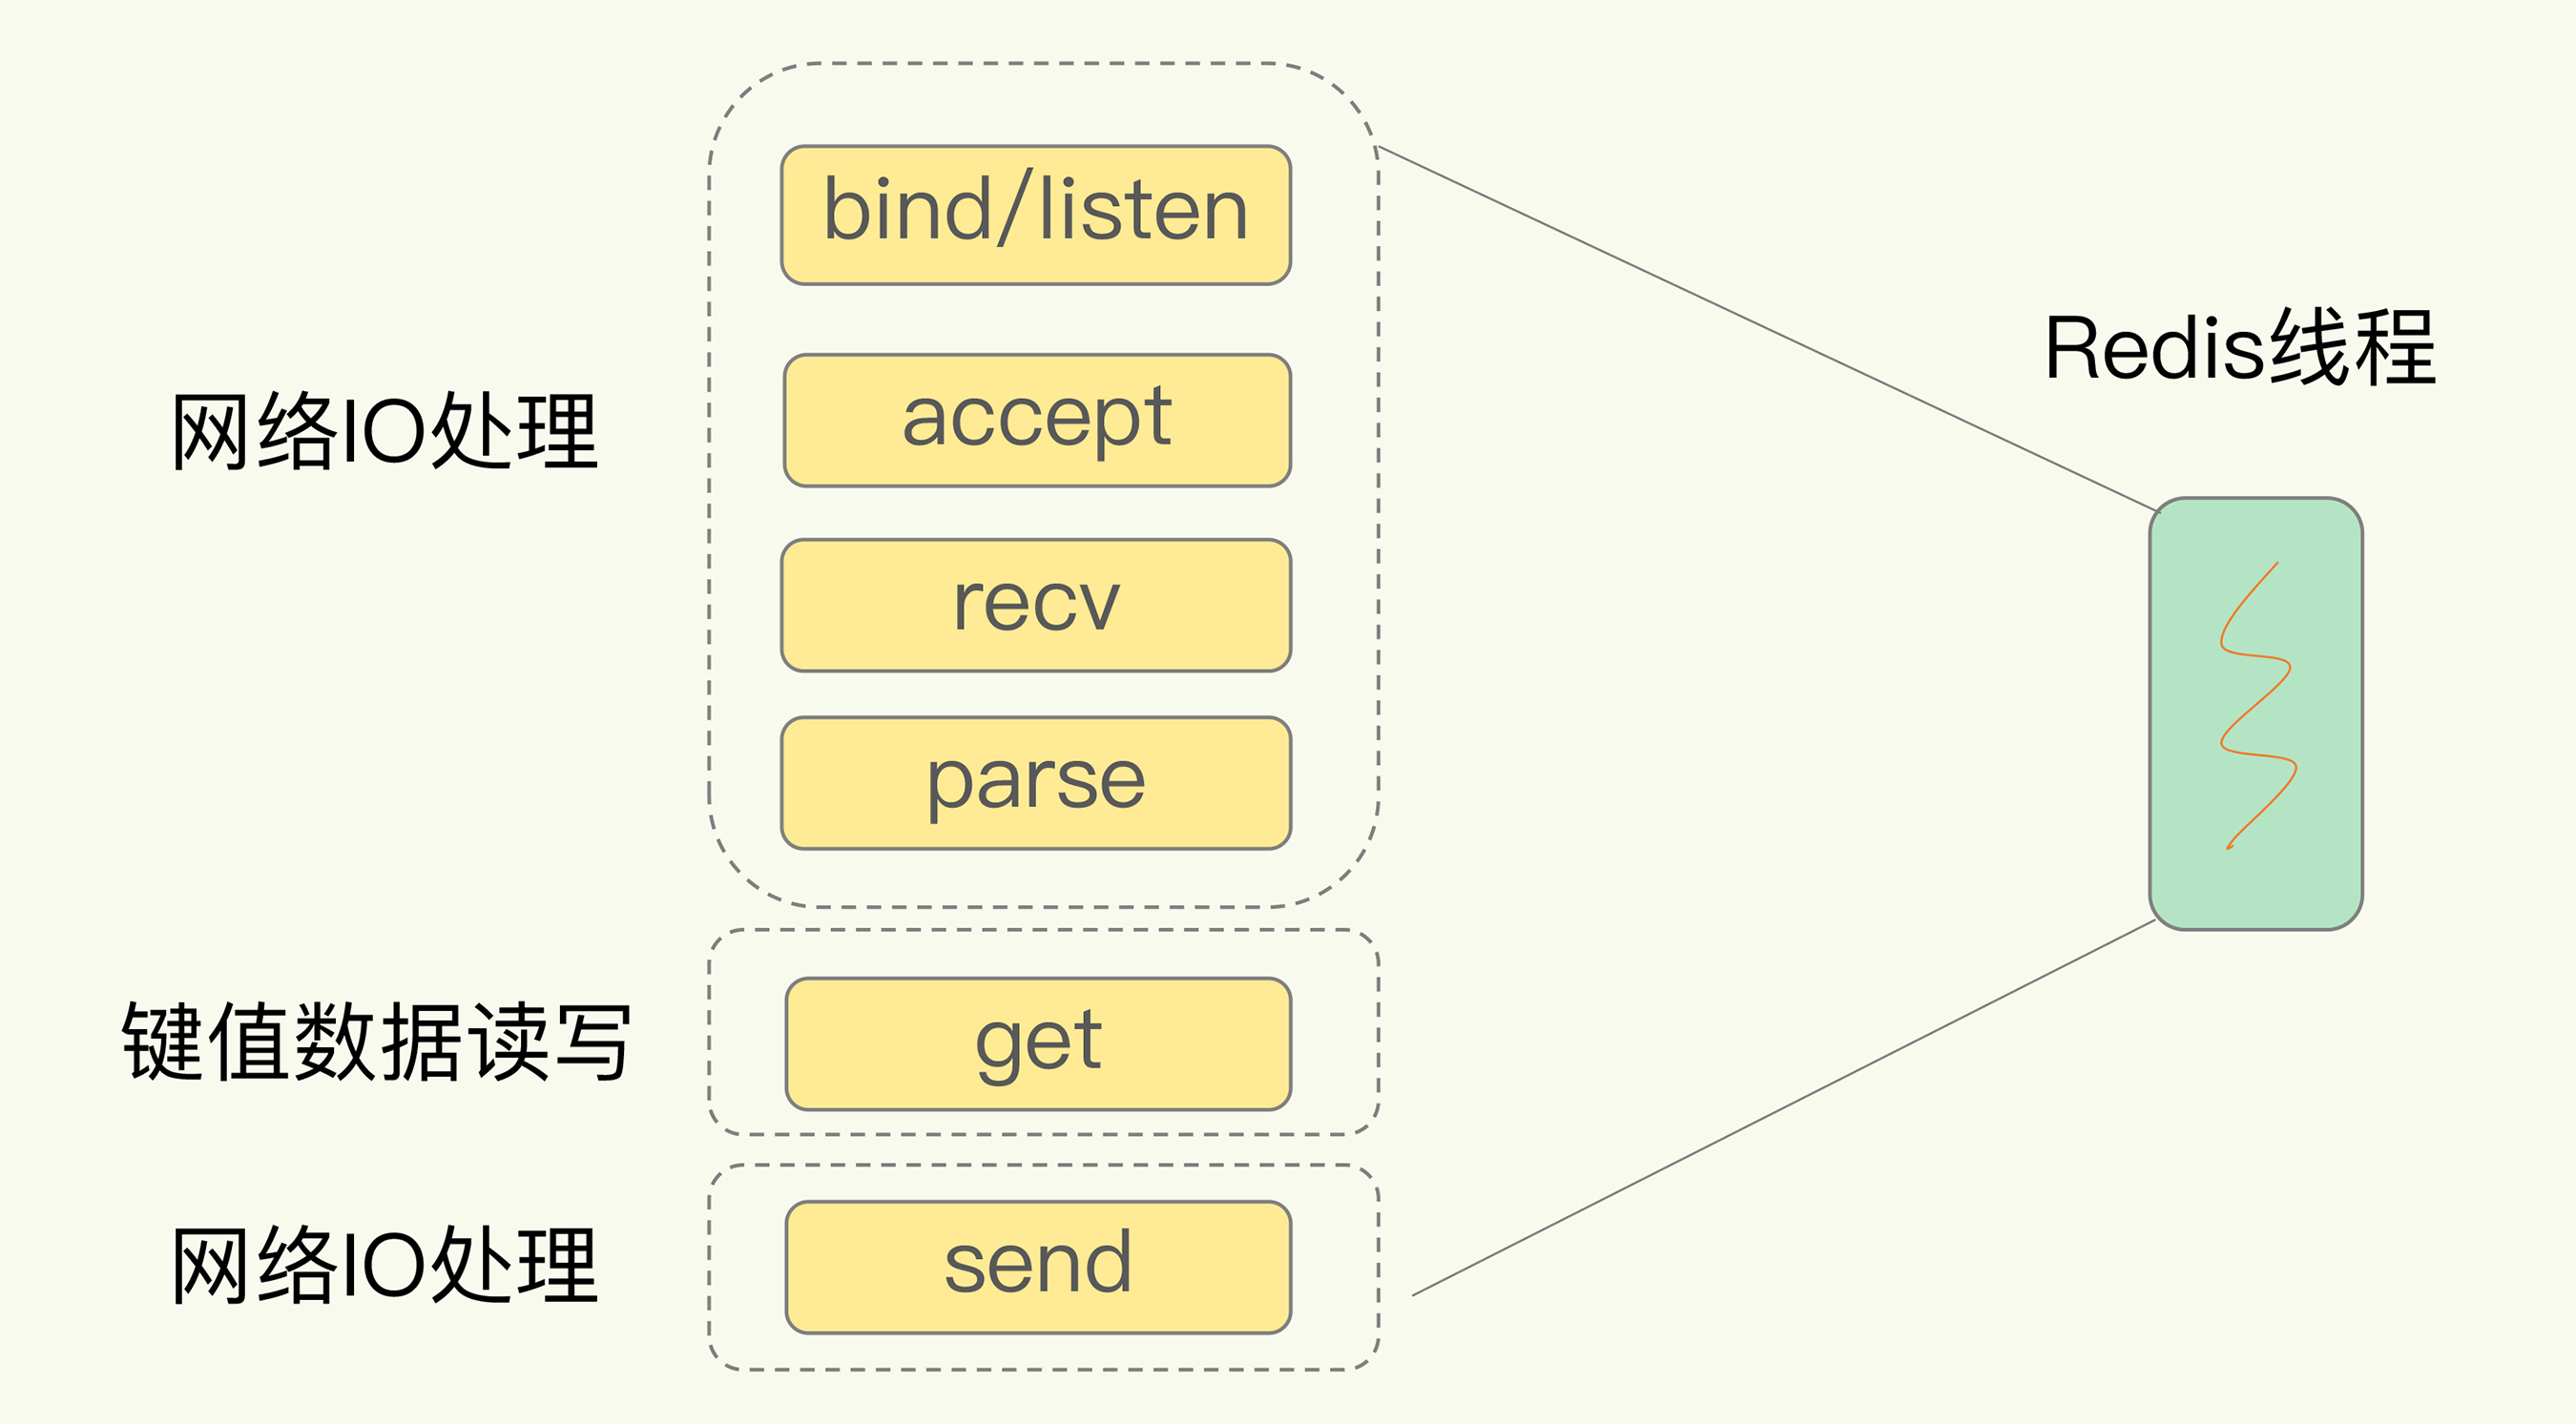 bind/listen
Redis线程
网络IO处理
accept
recv
parse
键值数据读写
get
网络IO处理
send